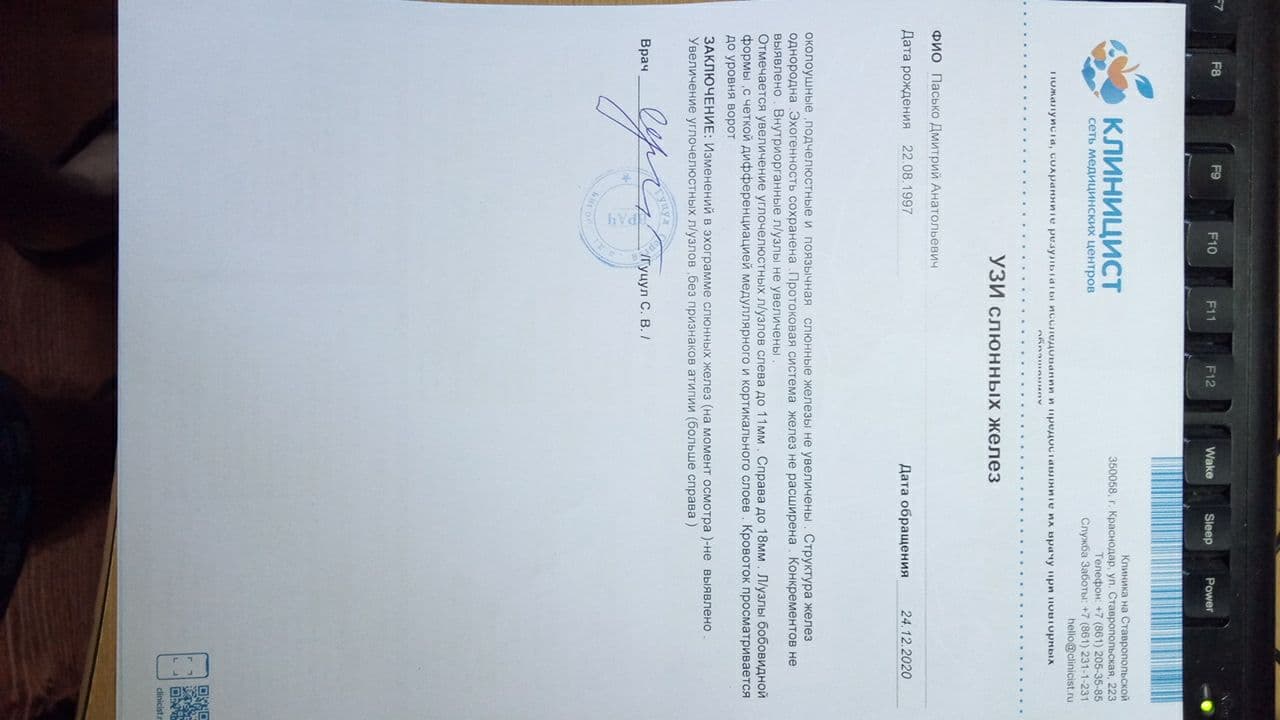 КЛИНИЦИСТ
сеть медицинских центров
Клиника на Ставропольской
350058, г. Краснодар, ул. Ставропольская, 223
Телефон: +7 (861) 205-35-85
Служба Заботы: +7 (861) 231-1-231
hello@clinicist.ru
Пожалуйста, сохраните результаты исследований и предоставляйте их врачу при повторных
обращениях
УЗИ слюнных желез
ФИО Пасько Дмитрий Анатольевич
Дата рождения 22.08.1997 Дата обращения 24.12.2020
околоушные ,подчелюстные и поязычная слюнные железы не увеличены . Структура желез
однородна . Эхогенность сохранена .Протоковая система желез не расширена . Конкрементов не
выявлено . Внутриорганные л/узлы не увеличены .
Отмечается увеличение углочелюстных л/узлов слева до 11мм . Справа до 18мм . Л/узлы бобовидной
формы ,с четкой дифференциацией медуллярного и кортикального слоев . Кровоток просматривается
до уровня ворот
ЗАКЛЮЧЕНИЕ: Изменений в эхограмме слюнных желез (на момент осмотра )-не выявлено .
Увеличение углочелюстных л/узлов ,без признаков атипии (больше справа )
Врач /Гуцул С. В. /
ВРАЧ
clinicist.r
F7
F8
F9
F10
F11
F12
Wake
Sleep
Power